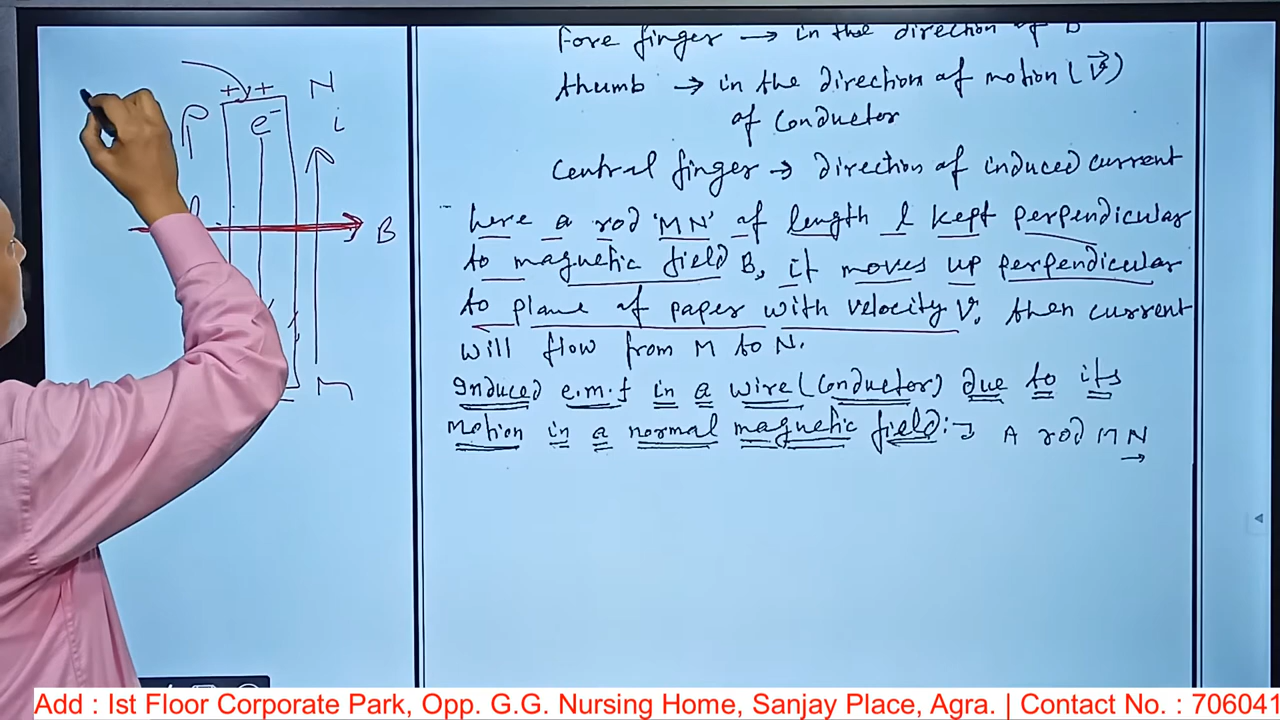 Fore finger → in the direction of B
thumb → in the direction of motion (V⃗)
of conductor
Central finger → direction of induced current
here a rod 'MN' of length l kept perpendicular
to magnetic field B, it moves up perpendicular
to plane of paper with velocity V, then current
will flow from M to N.
Induced e.m.f in a wire (Conductor) due to its
motion in a normal magnetic field:→ A rod MN
+ +
N
P
e⁻
i
l
B
M
Add : Ist Floor Corporate Park, Opp. G.G. Nursing Home, Sanjay Place, Agra. | Contact No. : 706041